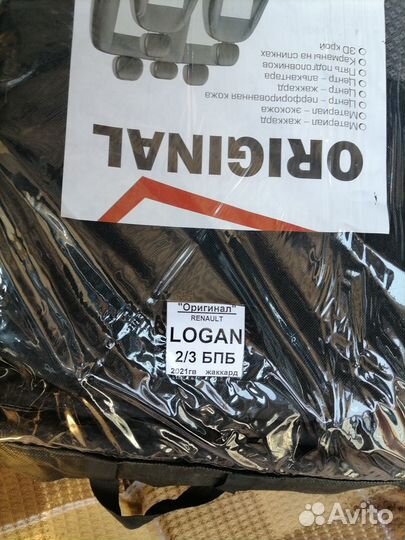 ORIGINAL
Материал – жаккард
Материал – экокожа
Центр – перфорированная кожа
Центр – жаккард
Центр – алькантара
Пять подголовников
Карманы на спинках
3D крой
"Оригинал"
RENAULT
LOGAN
2/3 БПБ
2021гв жаккард
Avito